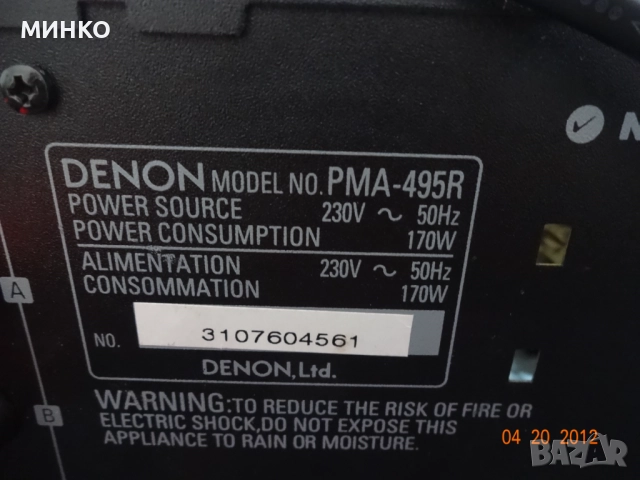 МИНКО
DENON MODEL NO. PMA-495R
POWER SOURCE 230V ~ 50Hz
POWER CONSUMPTION 170W
ALIMENTATION 230V ~ 50Hz
CONSOMMATION 170W
NO. 3107604561
DENON, Ltd.
A
B
WARNING:TO REDUCE THE RISK OF FIRE OR
ELECTRIC SHOCK,DO NOT EXPOSE THIS
APPLIANCE TO RAIN OR MOISTURE.
04 20 2012
BAZAR